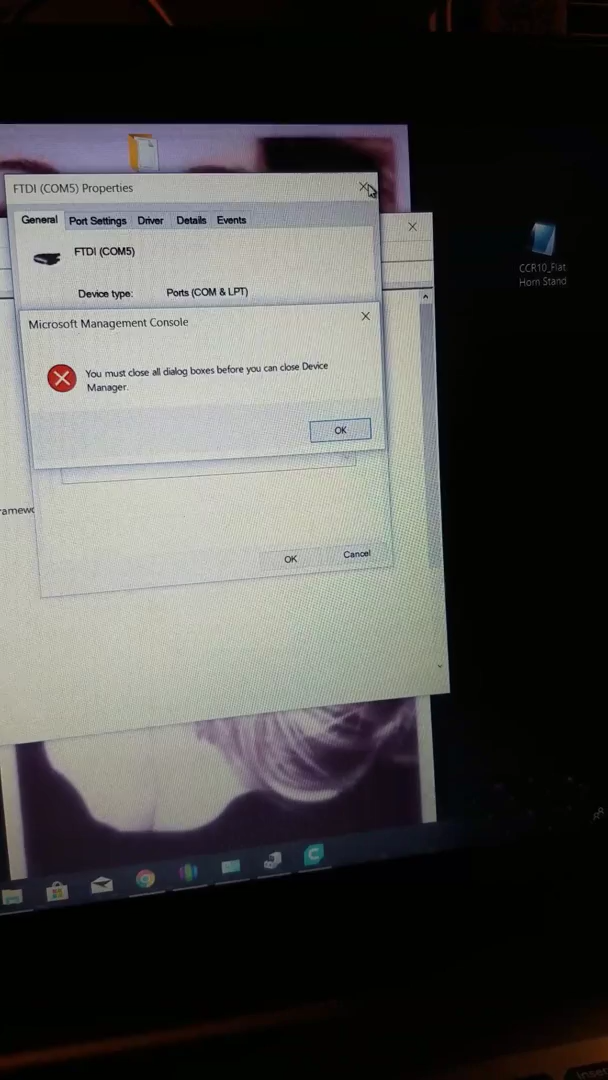 FTDI (COM5) Properties
General Port Settings Driver Details Events
FTDI (COM5)
Device type: Ports (COM & LPT)
Microsoft Management Console
You must close all dialog boxes before you can close Device
Manager.
OK
OK Cancel
CCR10_Flat
Horn Stand